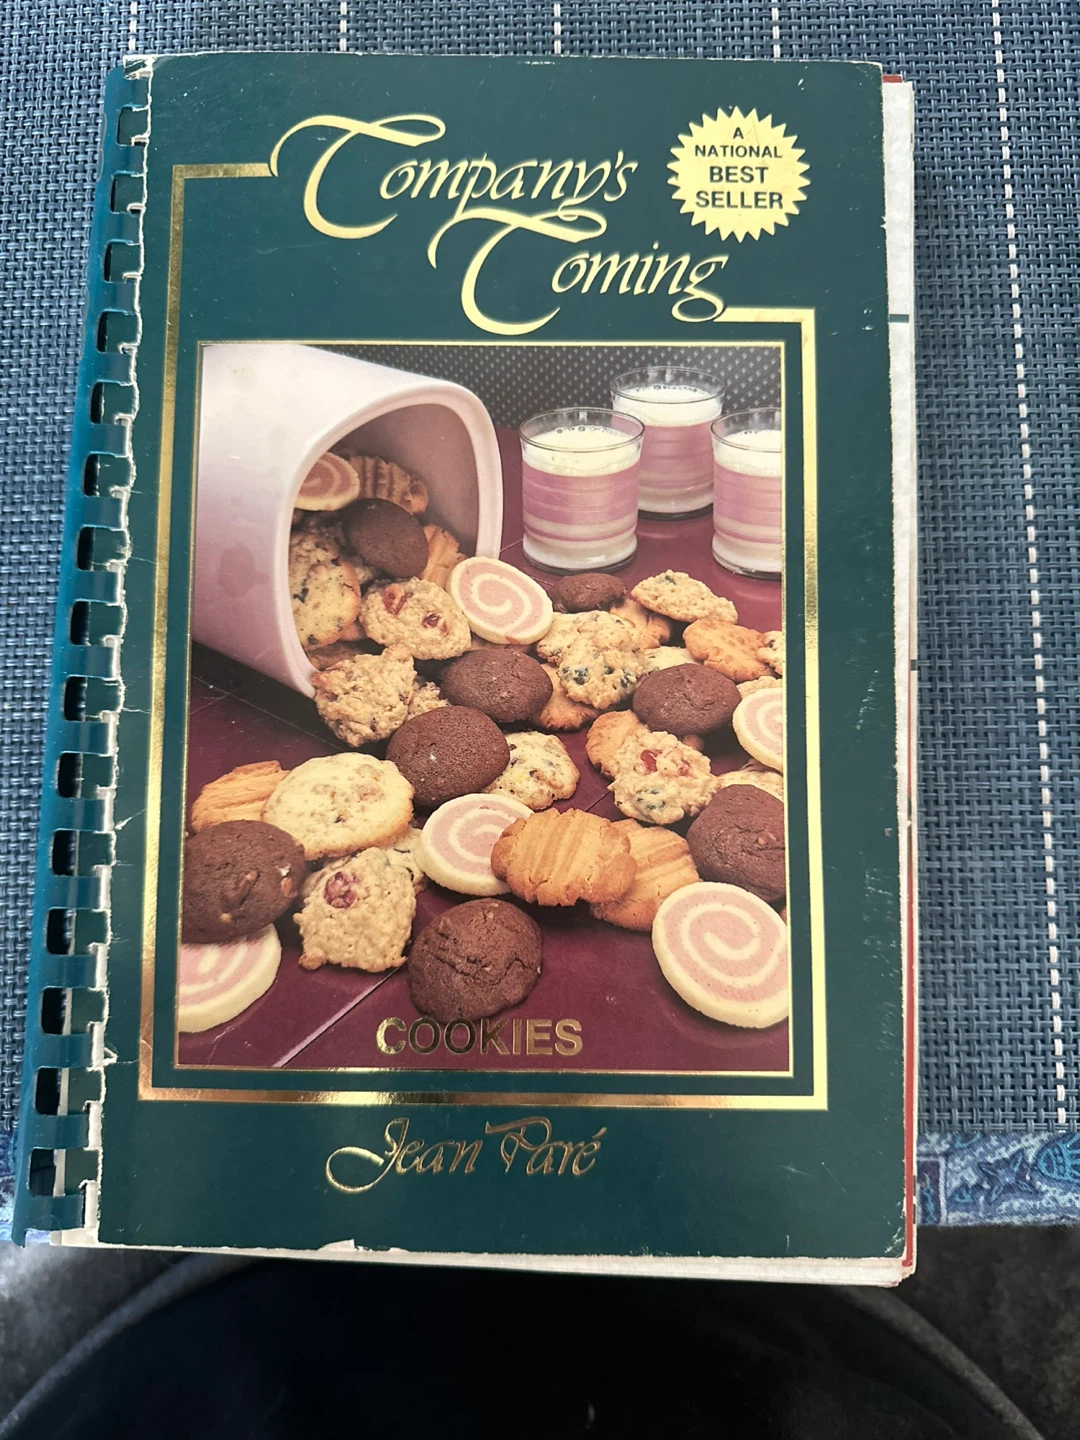 Company's
Coming
A
NATIONAL
BEST
SELLER
COOKIES
Jean Paré